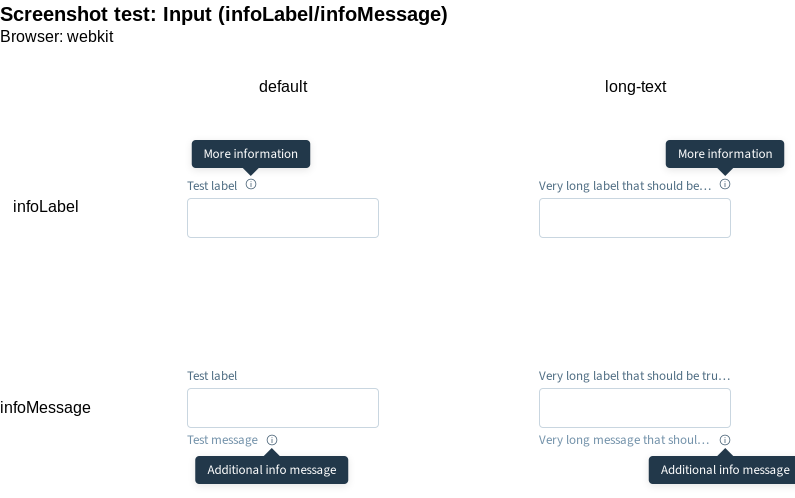 Screenshot test: Input (infoLabel/infoMessage)
Browser: webkit
default
long-text
More information
More information
Test label
Very long label that should be…
infoLabel
Test label
Very long label that should be tru…
infoMessage
Test message
Very long message that shoul…
Additional info message
Additional info message